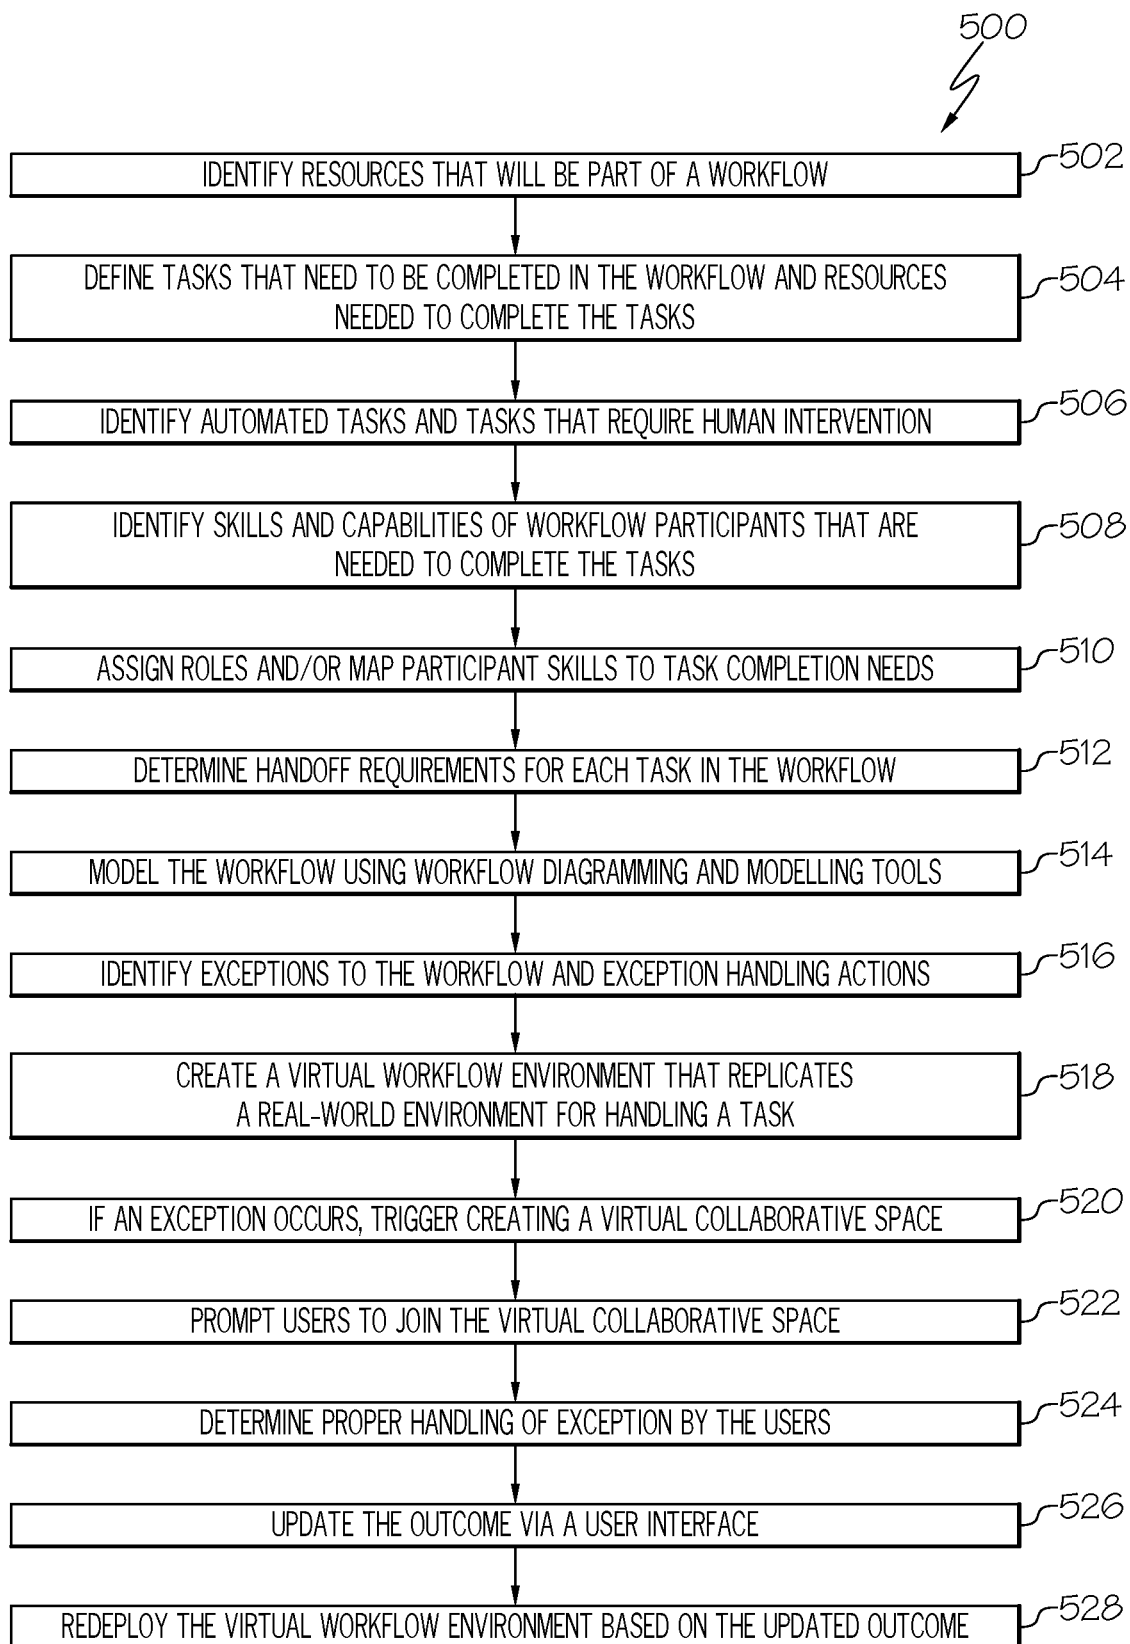 500
IDENTIFY RESOURCES THAT WILL BE PART OF A WORKFLOW
502
DEFINE TASKS THAT NEED TO BE COMPLETED IN THE WORKFLOW AND RESOURCES
NEEDED TO COMPLETE THE TASKS
504
IDENTIFY AUTOMATED TASKS AND TASKS THAT REQUIRE HUMAN INTERVENTION
506
IDENTIFY SKILLS AND CAPABILITIES OF WORKFLOW PARTICIPANTS THAT ARE
NEEDED TO COMPLETE THE TASKS
508
ASSIGN ROLES AND/OR MAP PARTICIPANT SKILLS TO TASK COMPLETION NEEDS
510
DETERMINE HANDOFF REQUIREMENTS FOR EACH TASK IN THE WORKFLOW
512
MODEL THE WORKFLOW USING WORKFLOW DIAGRAMMING AND MODELLING TOOLS
514
IDENTIFY EXCEPTIONS TO THE WORKFLOW AND EXCEPTION HANDLING ACTIONS
516
CREATE A VIRTUAL WORKFLOW ENVIRONMENT THAT REPLICATES
A REAL-WORLD ENVIRONMENT FOR HANDLING A TASK
518
IF AN EXCEPTION OCCURS, TRIGGER CREATING A VIRTUAL COLLABORATIVE SPACE
520
PROMPT USERS TO JOIN THE VIRTUAL COLLABORATIVE SPACE
522
DETERMINE PROPER HANDLING OF EXCEPTION BY THE USERS
524
UPDATE THE OUTCOME VIA A USER INTERFACE
526
REDEPLOY THE VIRTUAL WORKFLOW ENVIRONMENT BASED ON THE UPDATED OUTCOME
528